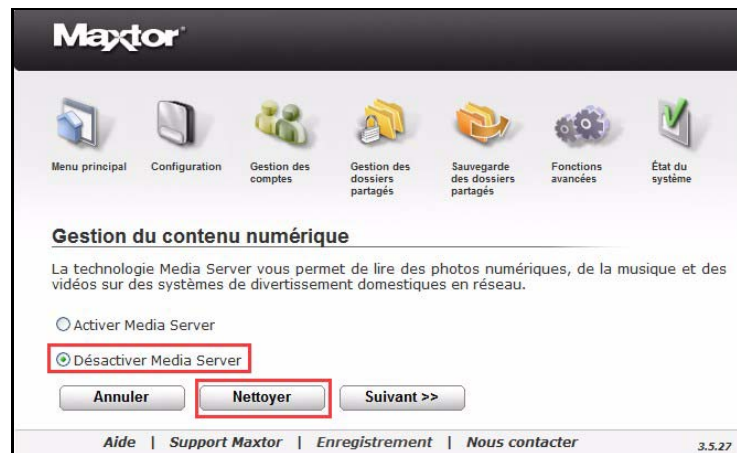 Maxtor
Menu principal
Configuration
Gestion des
comptes
Gestion des
dossiers
partagés
Sauvegarde
des dossiers
partagés
Fonctions
avancées
État du
système
Gestion du contenu numérique
La technologie Media Server vous permet de lire des photos numériques, de la musique et des
vidéos sur des systèmes de divertissement domestiques en réseau.
Activer Media Server
Désactiver Media Server
Annuler Nettoyer Suivant >>
Aide | Support Maxtor | Enregistrement | Nous contacter 3.5.27